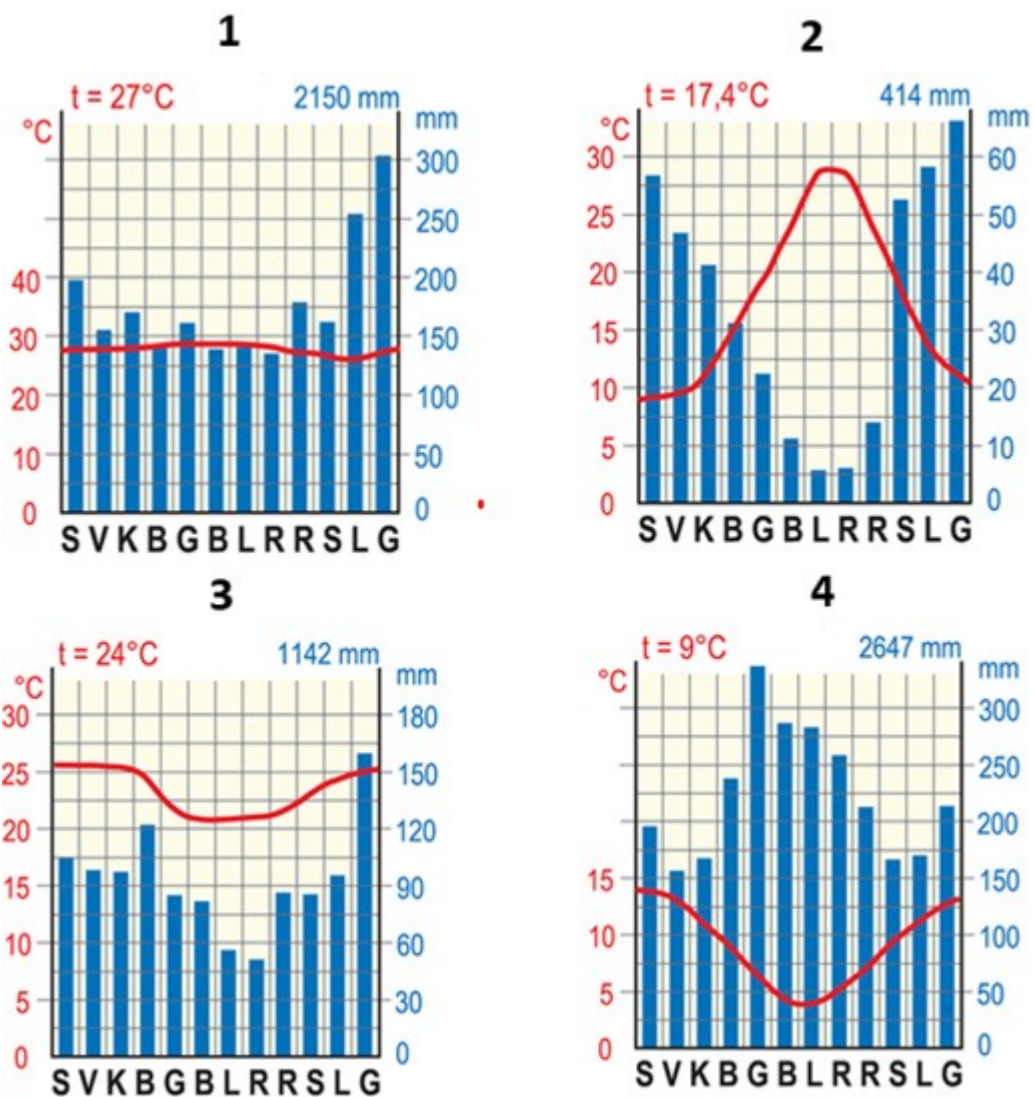 1
t = 27°C 2150 mm
°C mm
300
250
40 200
30 150
20 100
10 50
0 0
S V K B G B L R R S L G
2
t = 17,4°C 414 mm
°C mm
30 60
25 50
20 40
15 30
10 20
5 10
0 0
S V K B G B L R R S L G
3
t = 24°C 1142 mm
°C mm
30 180
25 150
20 120
15 90
10 60
5 30
0 0
S V K B G B L R R S L G
4
t = 9°C 2647 mm
°C mm
300
250
200
15 150
10 100
5 50
0 0
S V K B G B L R R S L G